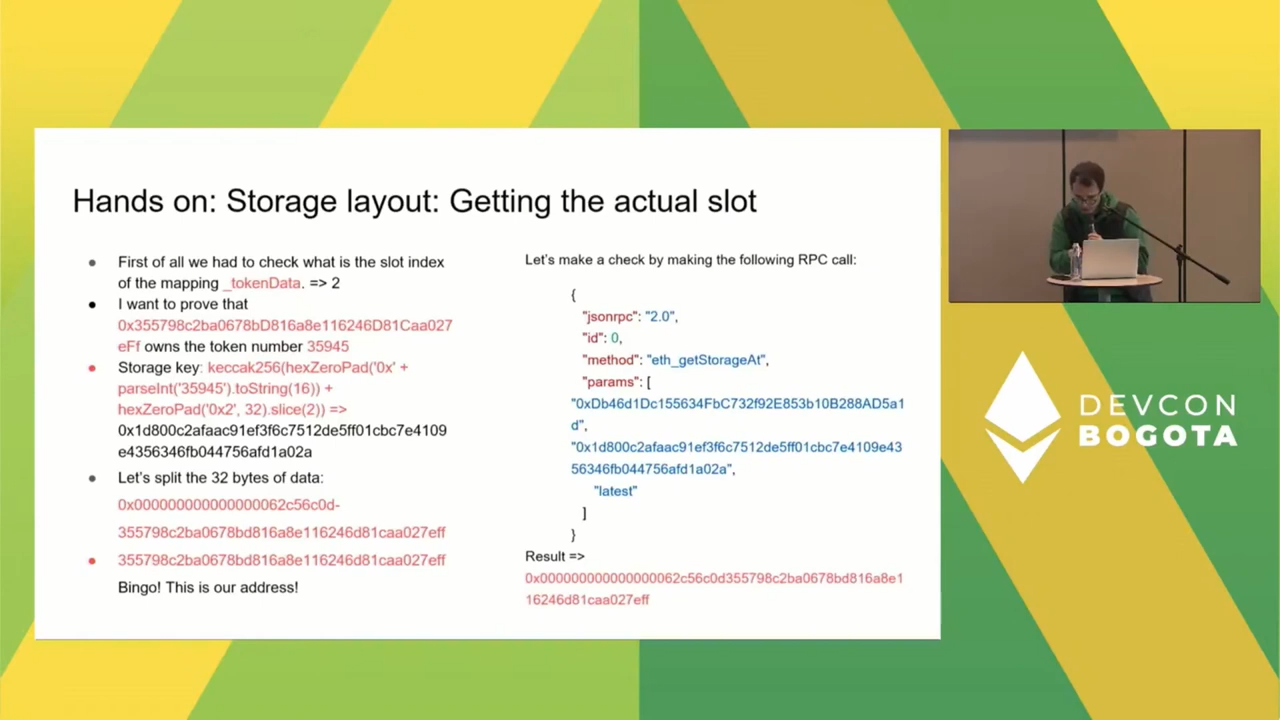 Hands on: Storage layout: Getting the actual slot
First of all we had to check what is the slot index
of the mapping _tokenData. => 2
I want to prove that
0x355798c2ba0678bD816a8e116246D81Caa027
eFf owns the token number 35945
Storage key: keccak256(hexZeroPad('0x' +
parseInt('35945').toString(16)) +
hexZeroPad('0x2', 32).slice(2)) =>
0x1d800c2afaac91ef3f6c7512de5ff01cbc7e4109
e4356346fb044756afd1a02a
Let's split the 32 bytes of data:
0x000000000000000062c56c0d-
355798c2ba0678bd816a8e116246d81caa027eff
355798c2ba0678bd816a8e116246d81caa027eff
Bingo! This is our address!
Let's make a check by making the following RPC call:
{
"jsonrpc": "2.0",
"id": 0,
"method": "eth_getStorageAt",
"params": [
"0xDb46d1Dc155634FbC732f92E853b10B288AD5a1
d",
"0x1d800c2afaac91ef3f6c7512de5ff01cbc7e4109e43
56346fb044756afd1a02a",
"latest"
]
}
Result =>
0x000000000000000062c56c0d355798c2ba0678bd816a8e1
16246d81caa027eff
DEVCON
BOGOTA